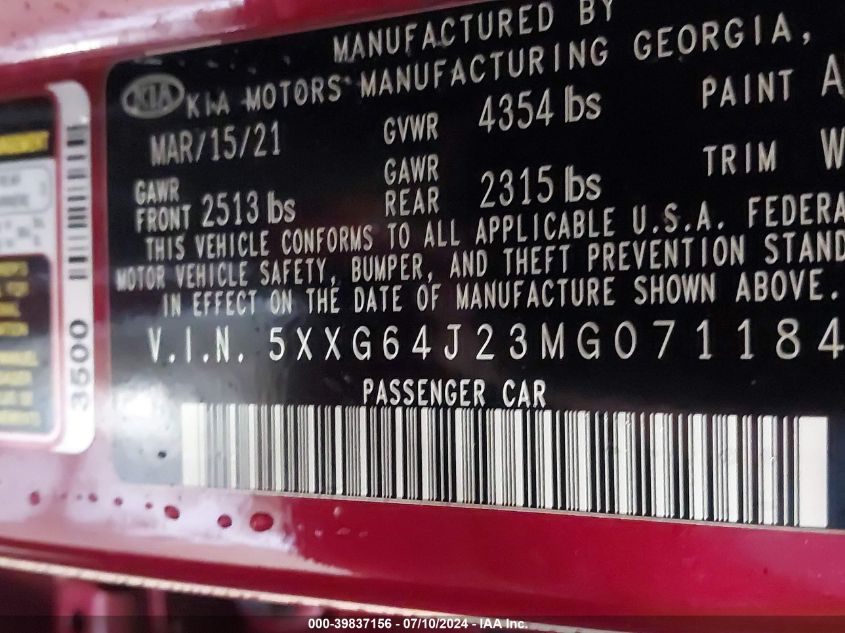 MANUFACTURED BY
KIA KIA MOTORS MANUFACTURING GEORGIA,
MAR/15/21 GVWR 4354 lbs PAINT A
GAWR FRONT 2513 lbs GAWR REAR 2315 lbs TRIM W
THIS VEHICLE CONFORMS TO ALL APPLICABLE U.S.A. FEDERA
MOTOR VEHICLE SAFETY, BUMPER, AND THEFT PREVENTION STAND
IN EFFECT ON THE DATE OF MANUFACTURE SHOWN ABOVE.
V.I.N. 5XXG64J23MG071184
PASSENGER CAR
3500
000-39837156 - 07/10/2024 - IAA Inc.